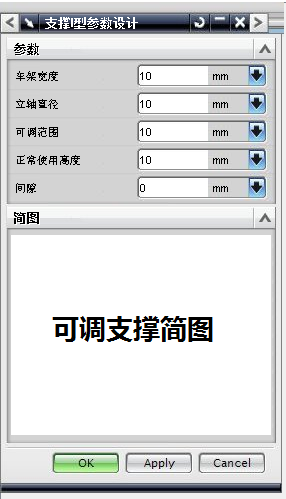 支撑I型参数设计
参数
车架宽度 10 mm
立轴直径 10 mm
可调范围 10 mm
正常使用高度 10 mm
间隙 0 mm
简图
可调支撑简图
OK Apply Cancel